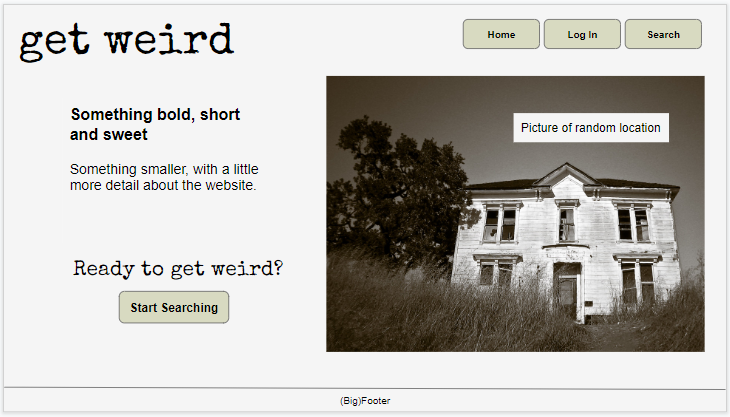 get weird
Home
Log In
Search
Something bold, short
and sweet
Picture of random location
Something smaller, with a little
more detail about the website.
Ready to get weird?
Start Searching
(Big)Footer